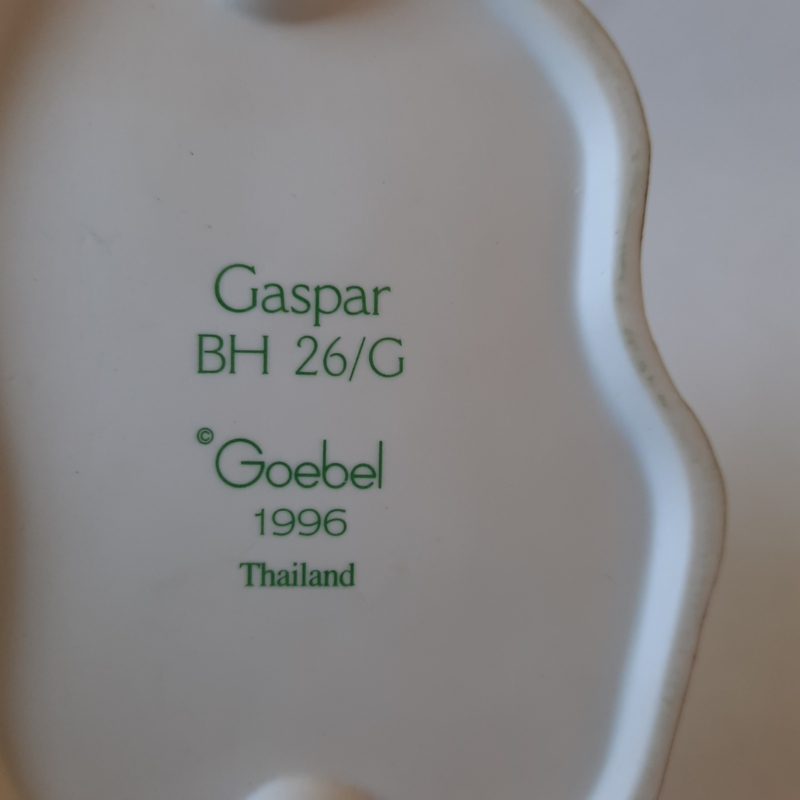 Gaspar
BH 26/G
©Goebel
1996
Thailand